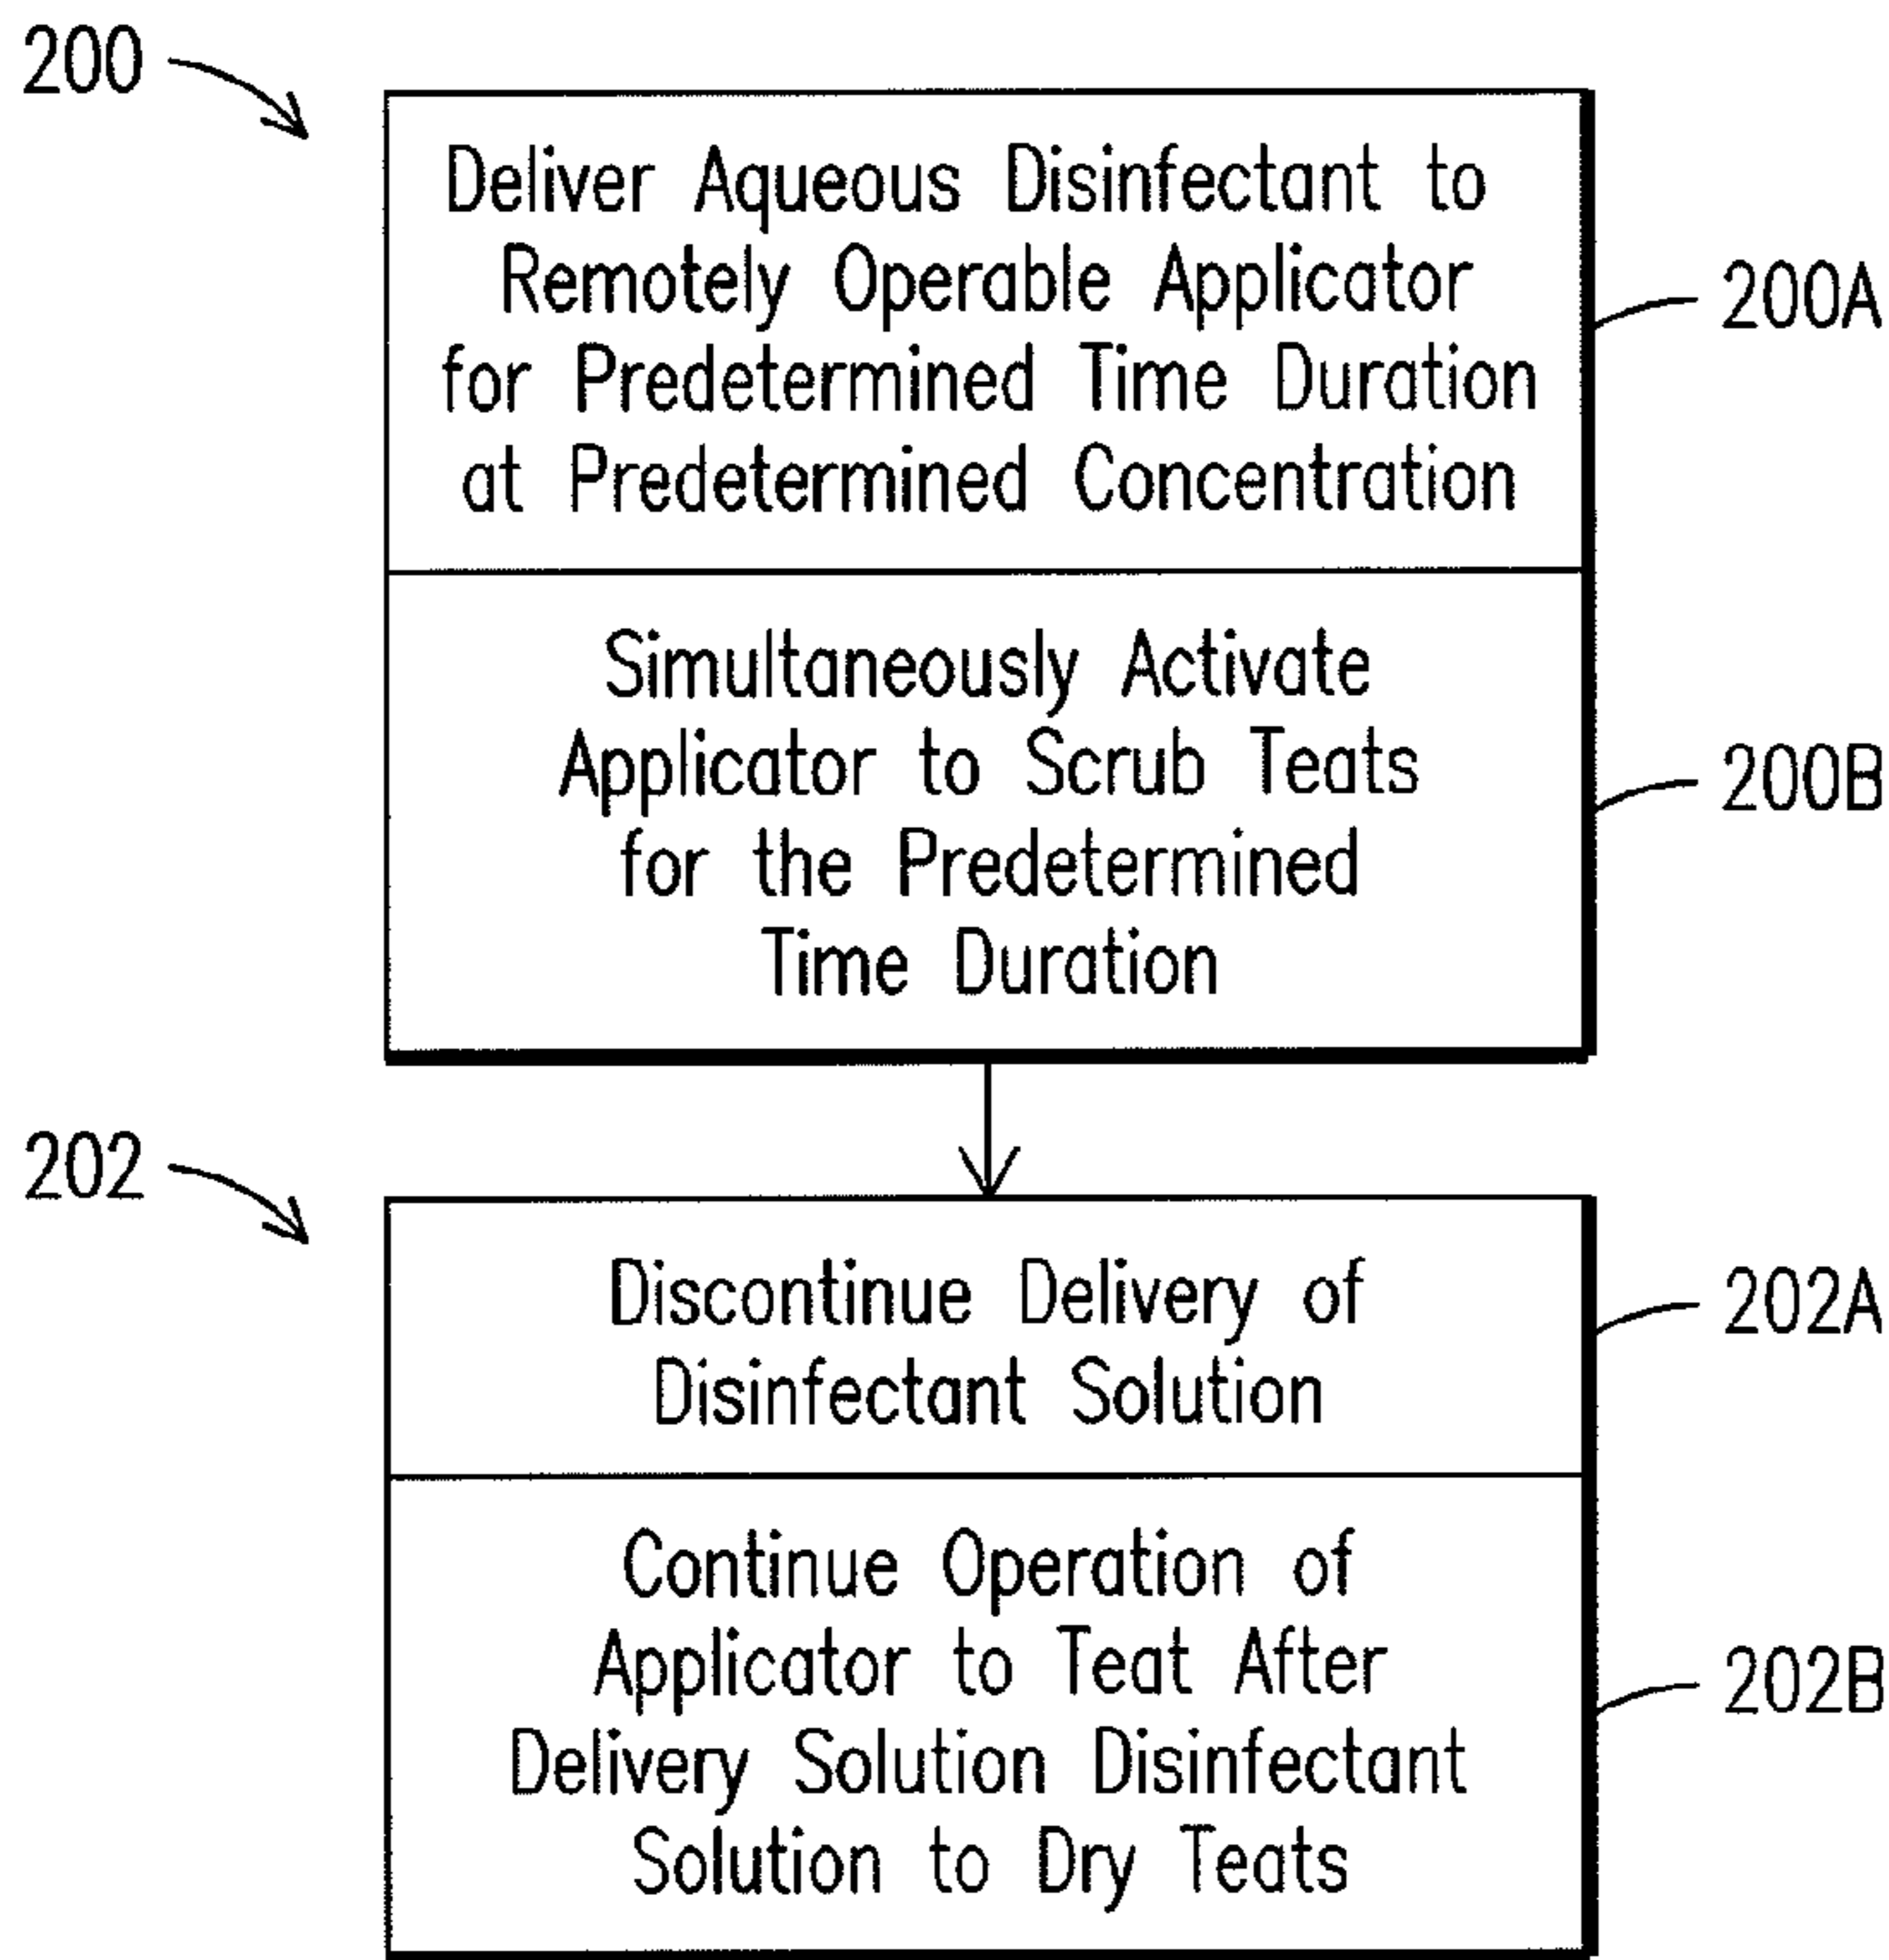 200
Deliver Aqueous Disinfectant to
Remotely Operable Applicator
for Predetermined Time Duration
at Predetermined Concentration
200A
Simultaneously Activate
Applicator to Scrub Teats
for the Predetermined
Time Duration
200B
202
Discontinue Delivery of
Disinfectant Solution
202A
Continue Operation of
Applicator to Teat After
Delivery Solution Disinfectant
Solution to Dry Teats
202B